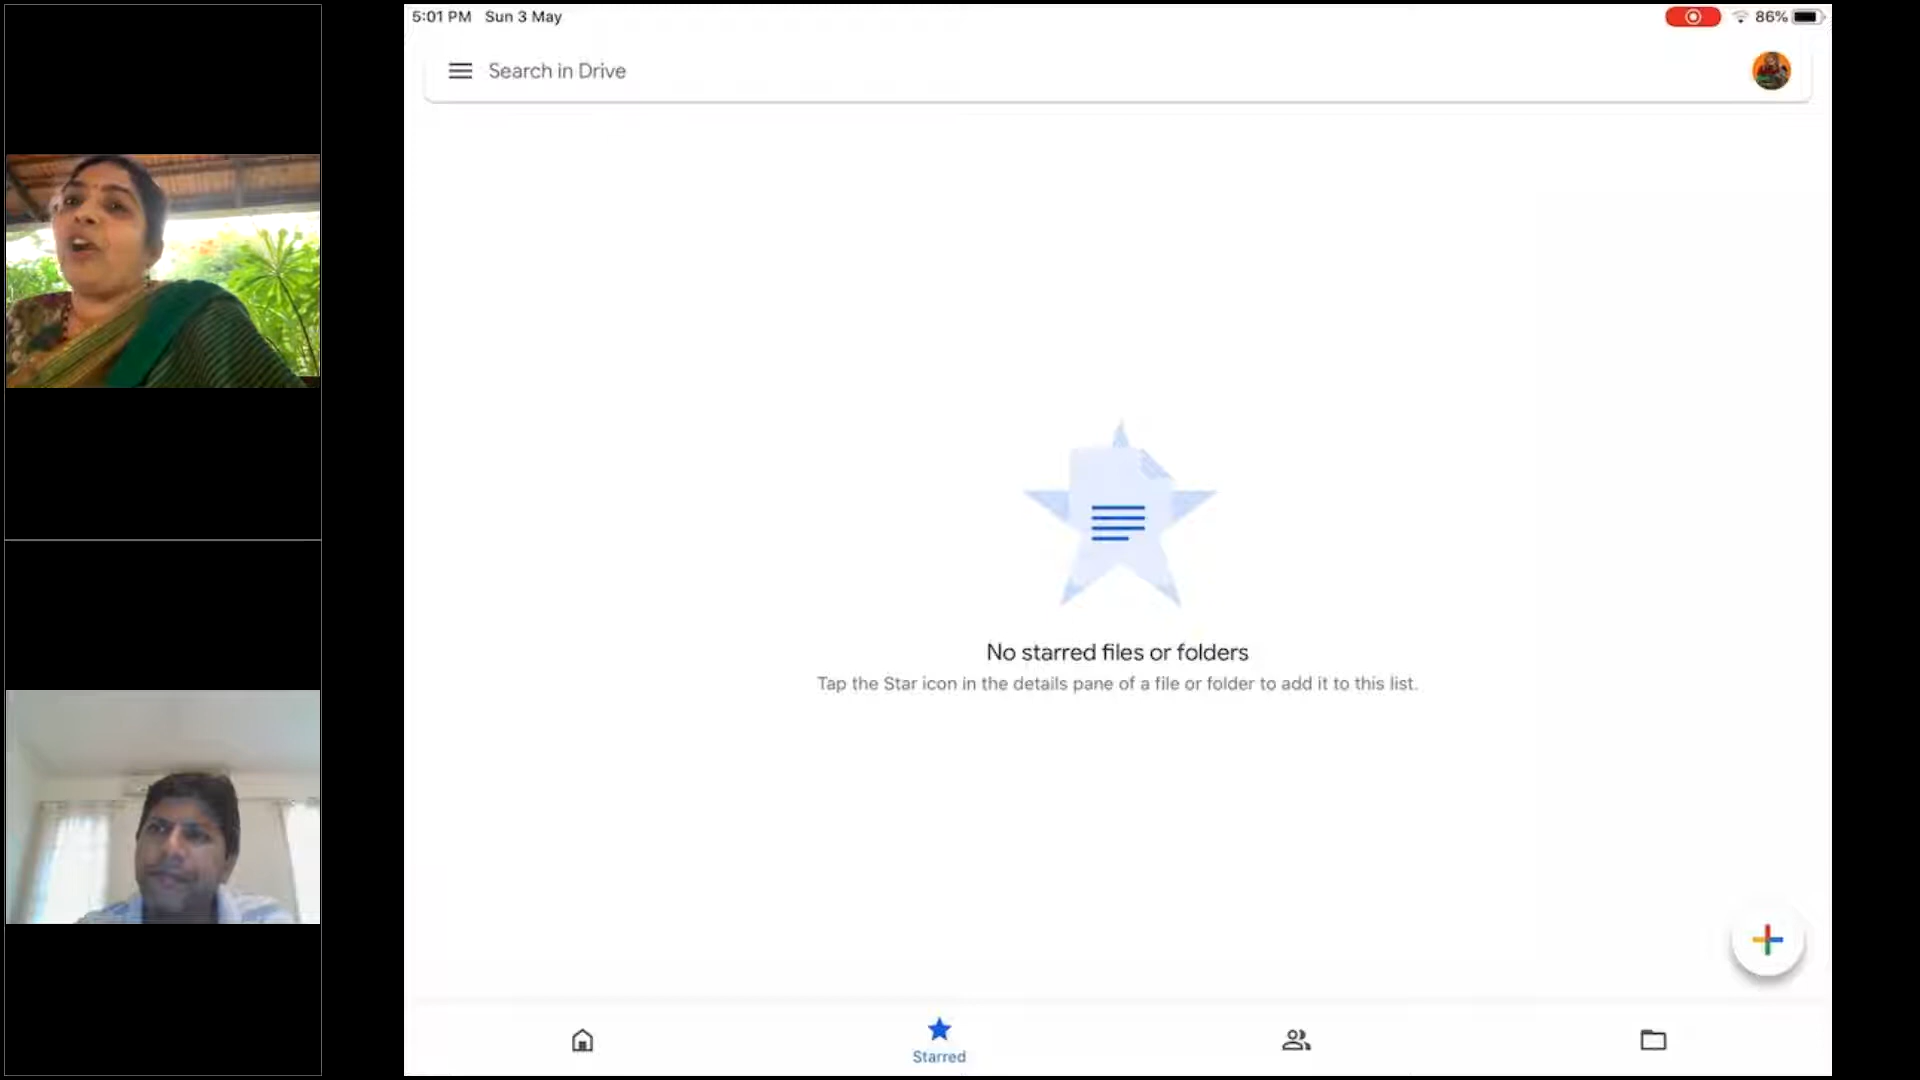 5:01 PM Sun 3 May
86%
Search in Drive
No starred files or folders
Tap the Star icon in the details pane of a file or folder to add it to this list.
Starred